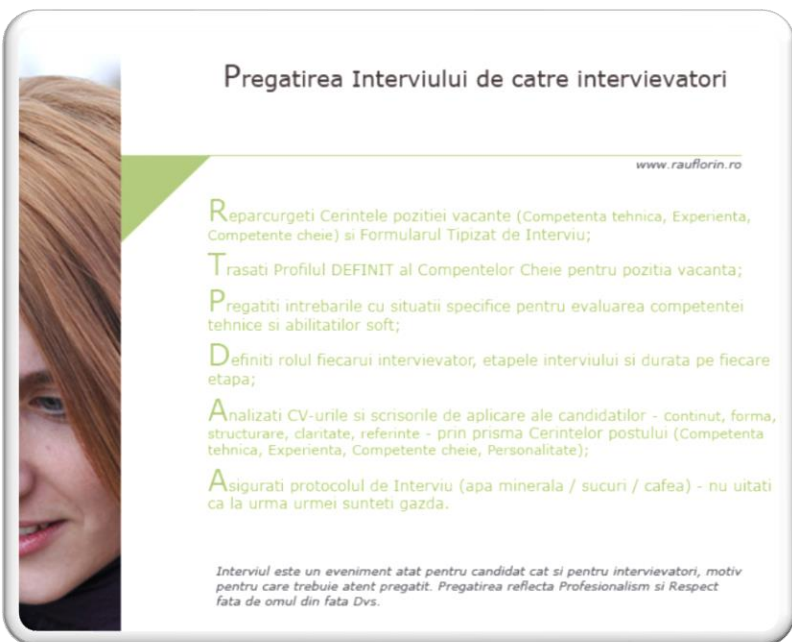 Pregatirea Interviului de catre intervievatori
www.rauflorin.ro
Reparcurgeti Cerintele pozitiei vacante (Competenta tehnica, Experienta,
Competente cheie) si Formularul Tipizat de Interviu;
Trasati Profilul DEFINIT al Compentelor Cheie pentru pozitia vacanta;
Pregatiti intrebarile cu situatii specifice pentru evaluarea competentei
tehnice si abilitatilor soft;
Definiti rolul fiecarui intervievator, etapele interviului si durata pe fiecare
etapa;
Analizati CV-urile si scrisorile de aplicare ale candidatilor - continut, forma,
structurare, claritate, referinte - prin prisma Cerintelor postului (Competenta
tehnica, Experienta, Competente cheie, Personalitate);
Asigurati protocolul de Interviu (apa minerala / sucuri / cafea) - nu uitati
ca la urma urmei sunteti gazda.
Interviul este un eveniment atat pentru candidat cat si pentru intervievatori, motiv
pentru care trebuie atent pregatit. Pregatirea reflecta Profesionalism si Respect
fata de omul din fata Dvs.